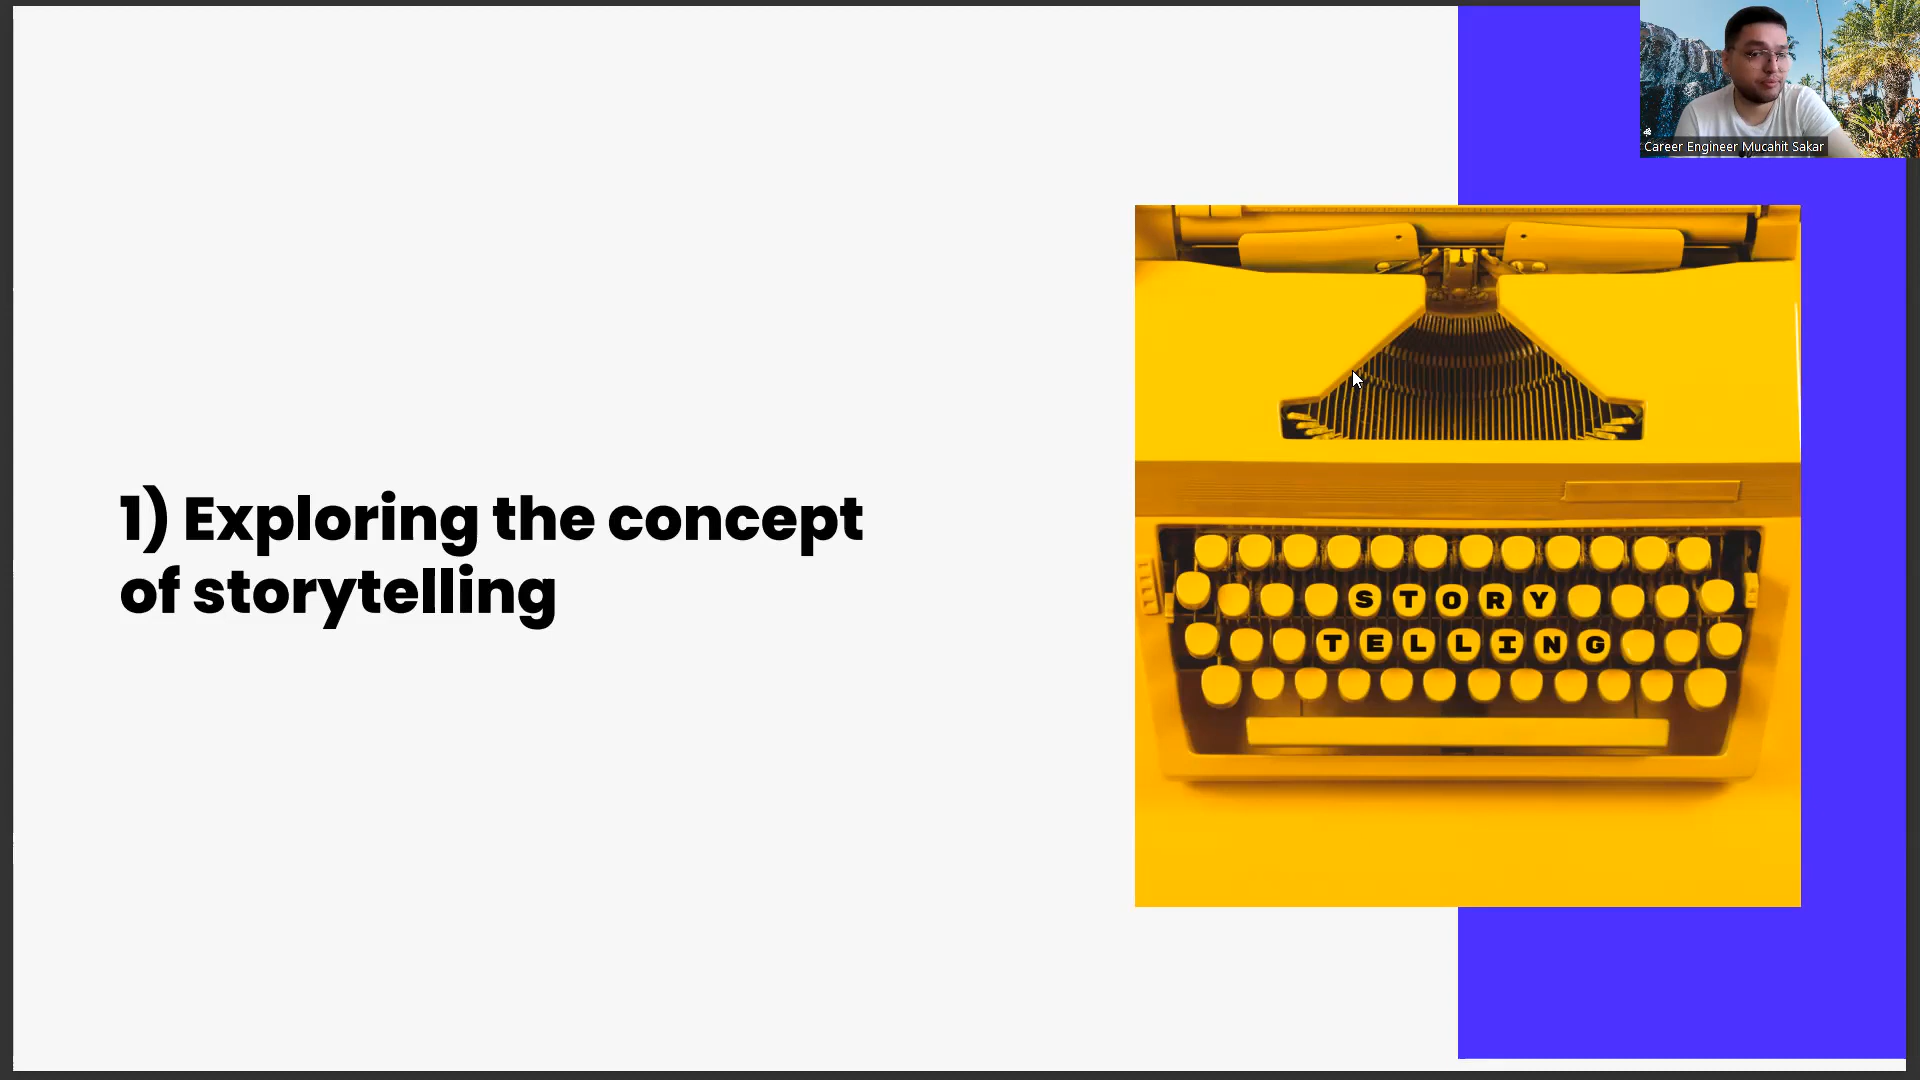 Career Engineer Mucahit Sakar
1) Exploring the concept
of storytelling
STORY
TELLING